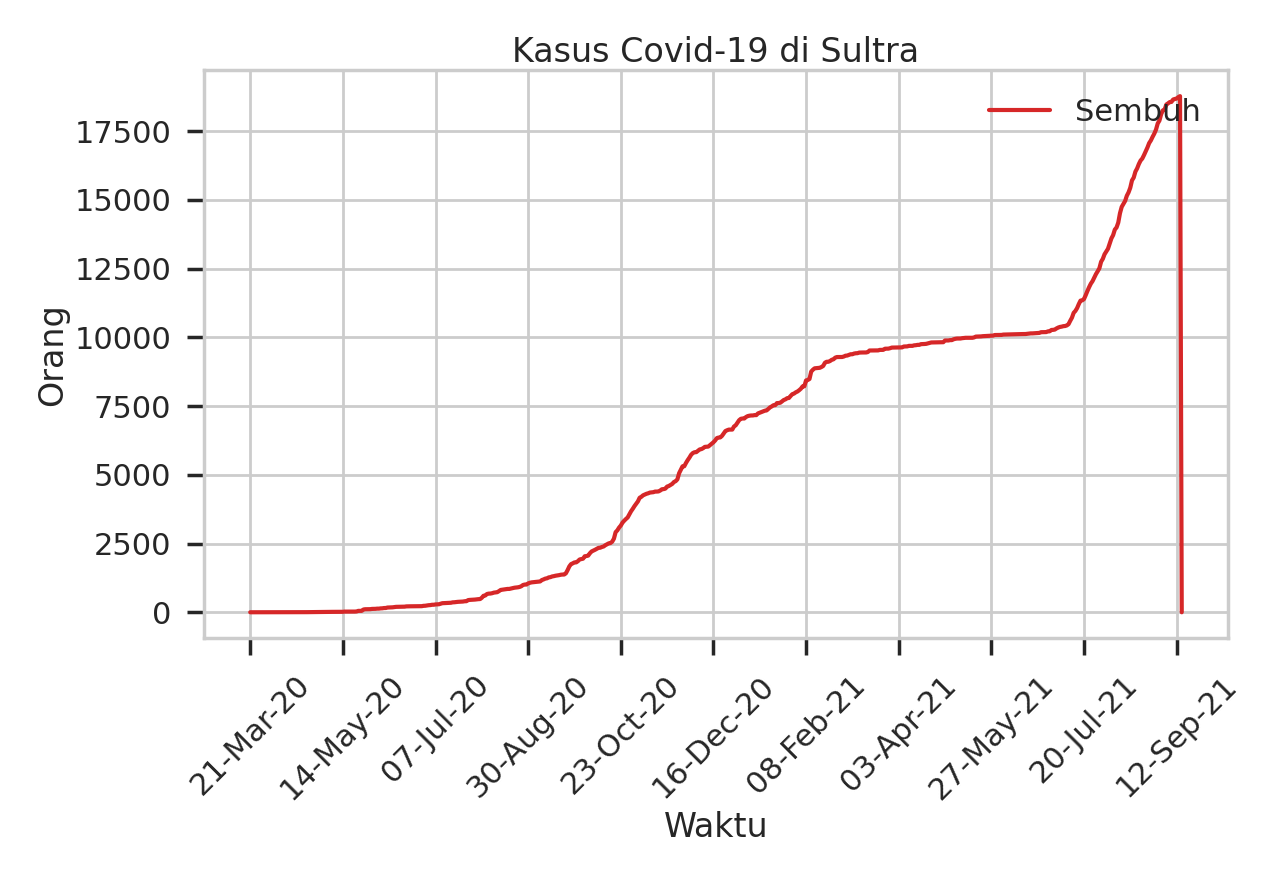 Kasus Covid-19 di Sultra
Sembuh
Orang
17500
15000
12500
10000
7500
5000
2500
0
21-Mar-20
14-May-20
07-Jul-20
30-Aug-20
23-Oct-20
16-Dec-20
08-Feb-21
03-Apr-21
27-May-21
20-Jul-21
12-Sep-21
Waktu